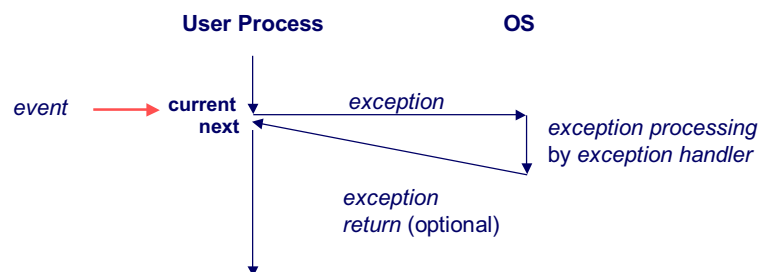 User Process
OS
event
current
next
exception
exception processing
by exception handler
exception
return (optional)